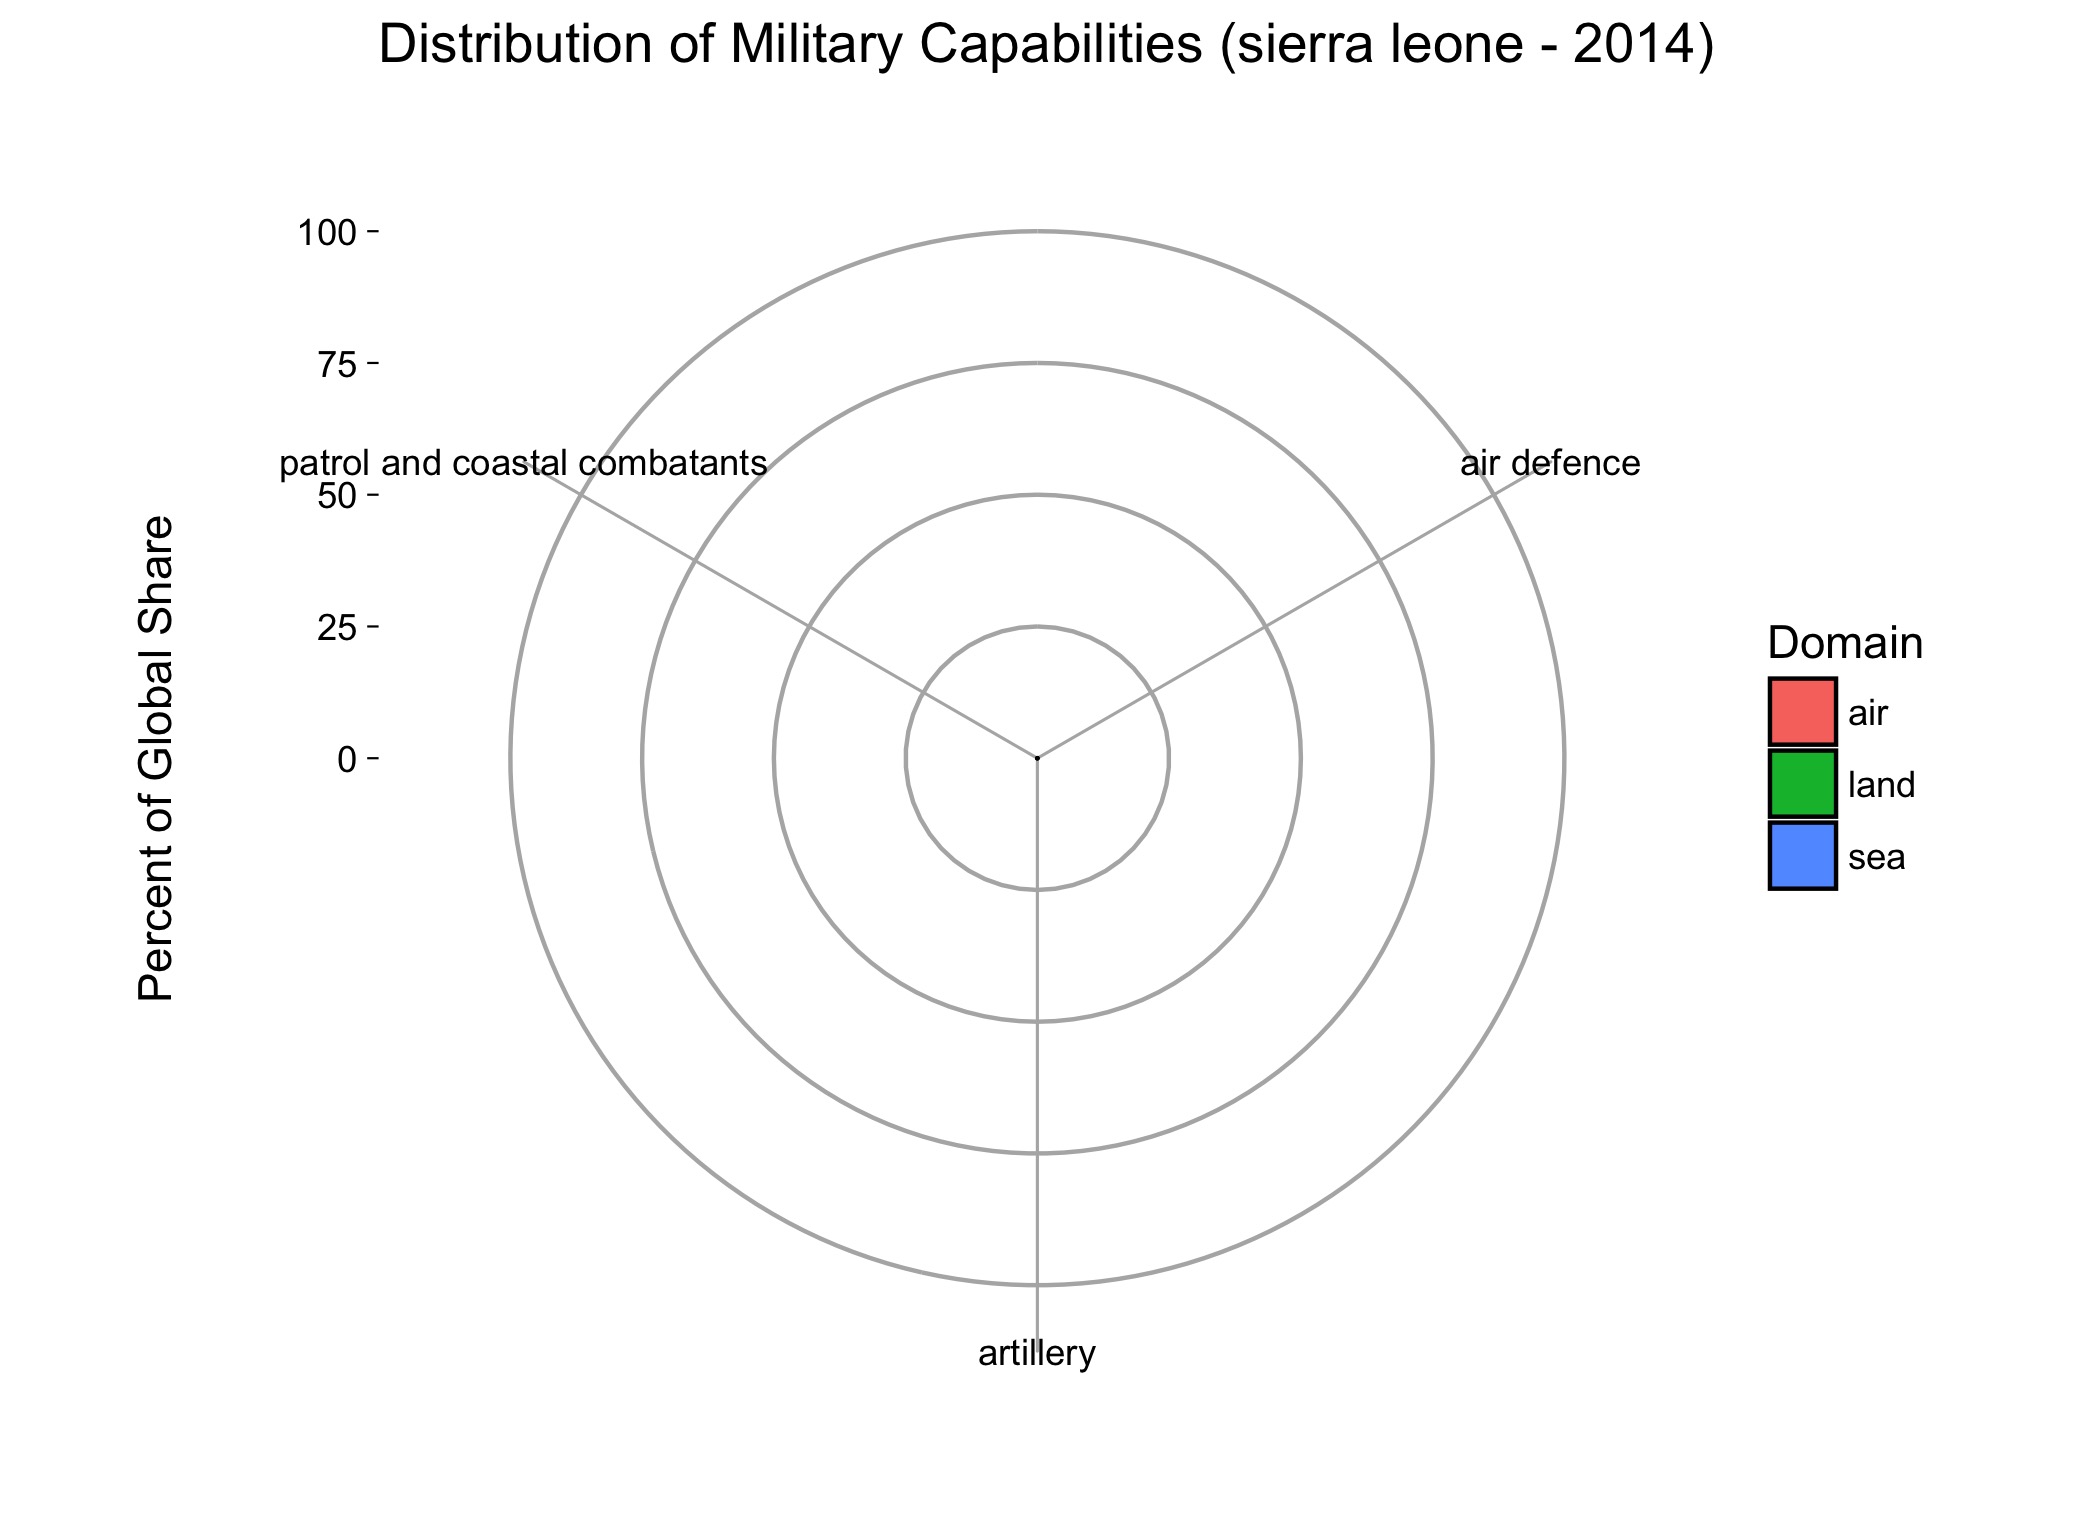 Distribution of Military Capabilities (sierra leone - 2014)
100
75
patrol and coastal combatants
air defence
50
25
0
Percent of Global Share
Domain
air
land
sea
artillery